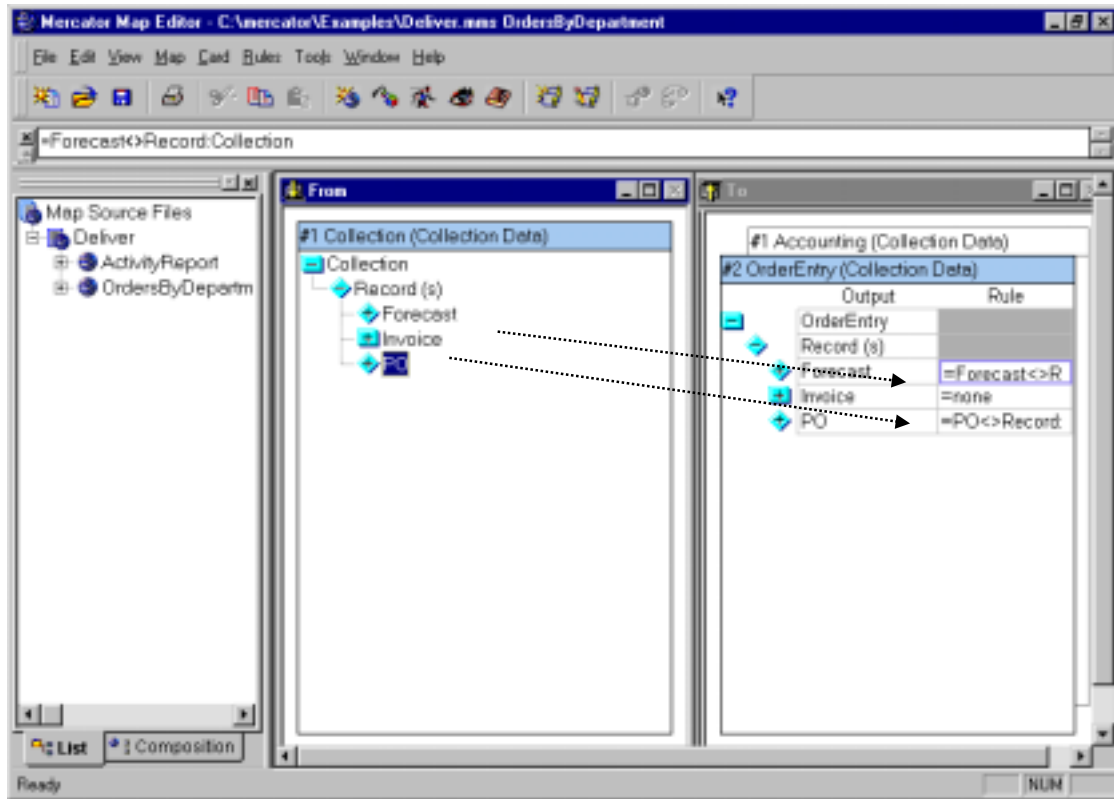 Mercator Map Editor - C:\mercator\Examples\Deliver.mms OrdersByDepartment
File Edit View Map Card Rules Tools Window Help
=Forecast<>Record:Collection
Map Source Files
Deliver
ActivityReport
OrdersByDepartm
List
Composition
From
#1 Collection (Collection Data)
Collection
Record (s)
Forecast
Invoice
PO
To
#1 Accounting (Collection Data)
#2 OrderEntry (Collection Data)
Output Rule
OrderEntry
Record (s)
Forecast =Forecast<>R
Invoice =none
PO =PO<>Record:
Ready
NUM